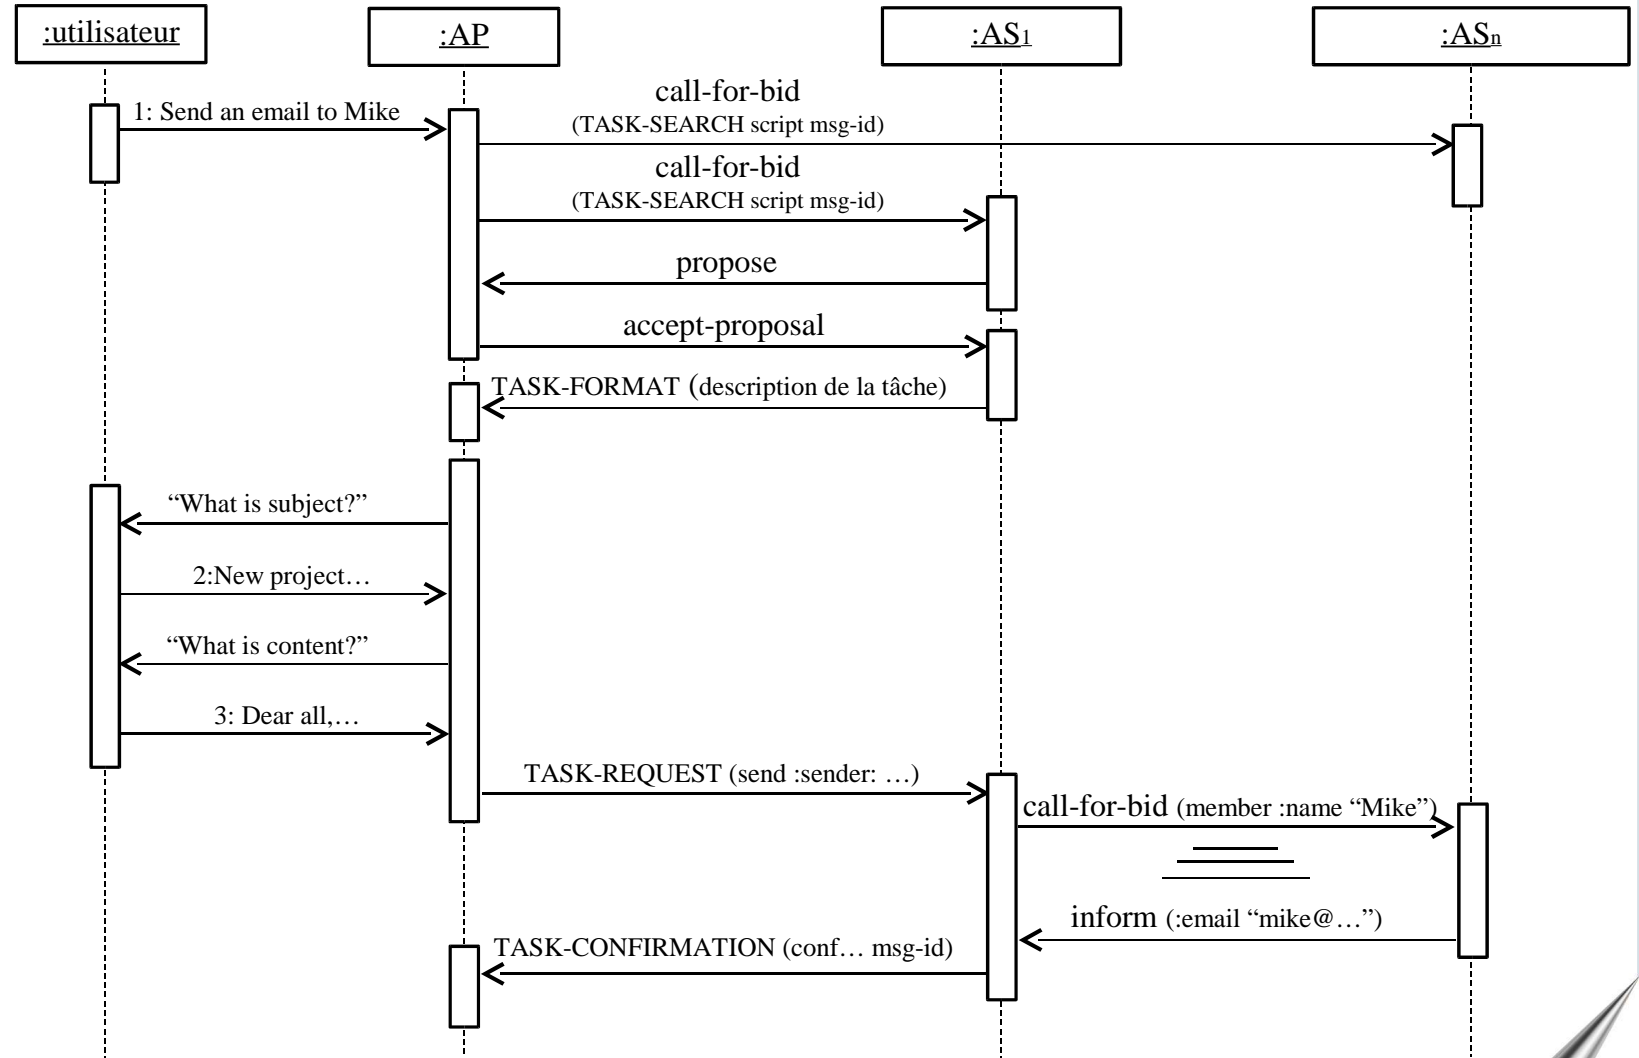 :utilisateur
:AP
:AS1
:ASn
call-for-bid
1: Send an email to Mike
(TASK-SEARCH script msg-id)
call-for-bid
(TASK-SEARCH script msg-id)
propose
accept-proposal
TASK-FORMAT (description de la tâche)
“What is subject?”
2:New project…
“What is content?”
3: Dear all,…
TASK-REQUEST (send :sender: …)
call-for-bid (member :name “Mike”)
inform (:email “mike@…”)
TASK-CONFIRMATION (conf… msg-id)